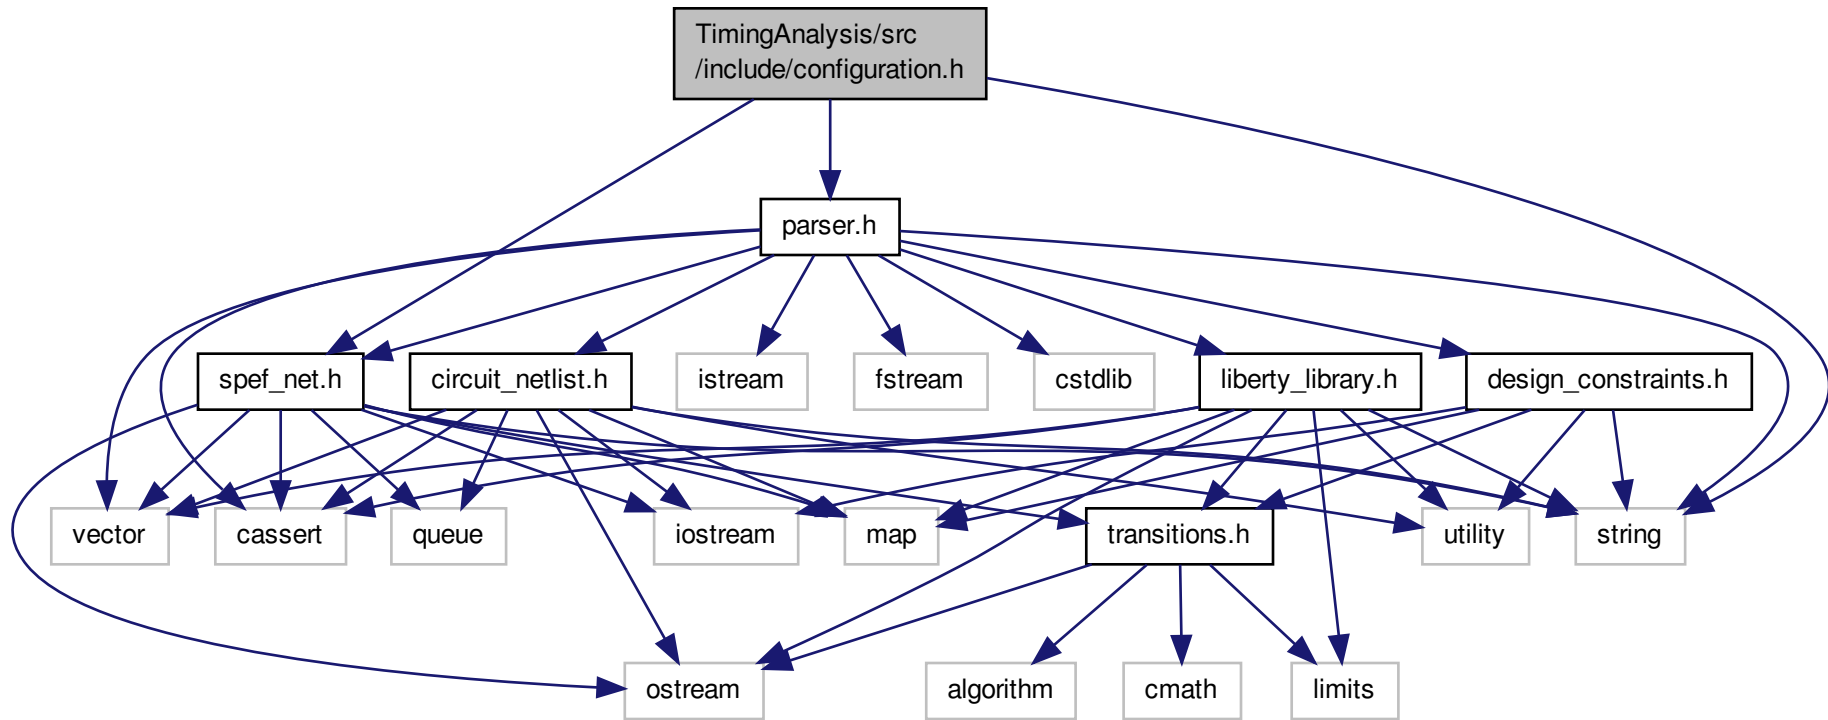 TimingAnalysis/src
/include/configuration.h
parser.h
spef_net.h
circuit_netlist.h
istream
fstream
cstdlib
liberty_library.h
design_constraints.h
vector
cassert
queue
iostream
map
transitions.h
utility
string
ostream
algorithm
cmath
limits